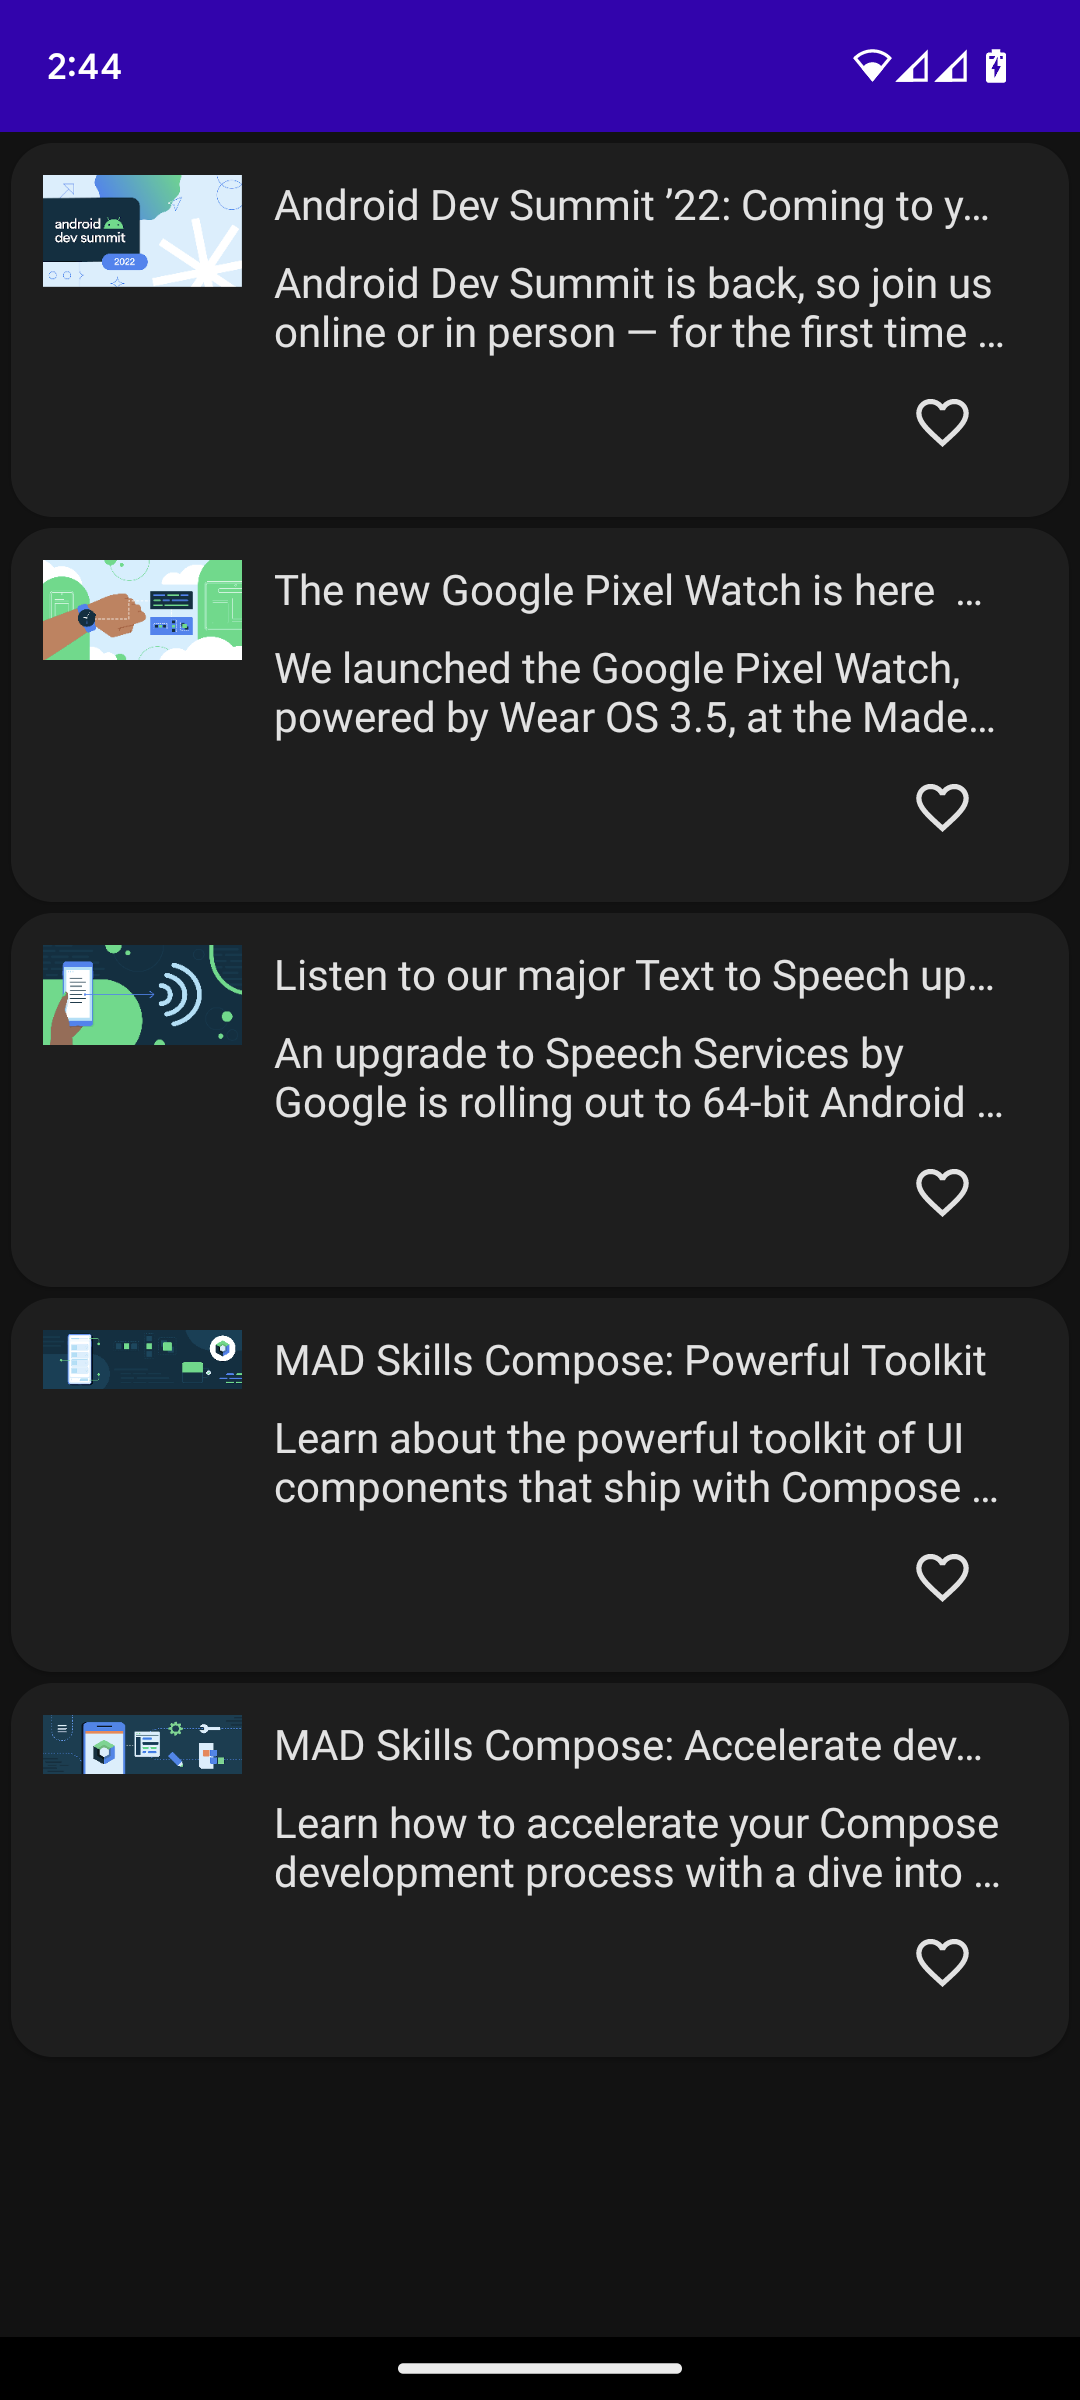 2:44
android
dev summit
2022
Android Dev Summit ’22: Coming to y...
Android Dev Summit is back, so join us
online or in person — for the first time ...
The new Google Pixel Watch is here ...
We launched the Google Pixel Watch,
powered by Wear OS 3.5, at the Made...
Listen to our major Text to Speech up...
An upgrade to Speech Services by
Google is rolling out to 64-bit Android ...
MAD Skills Compose: Powerful Toolkit
Learn about the powerful toolkit of UI
components that ship with Compose ...
MAD Skills Compose: Accelerate dev...
Learn how to accelerate your Compose
development process with a dive into ...